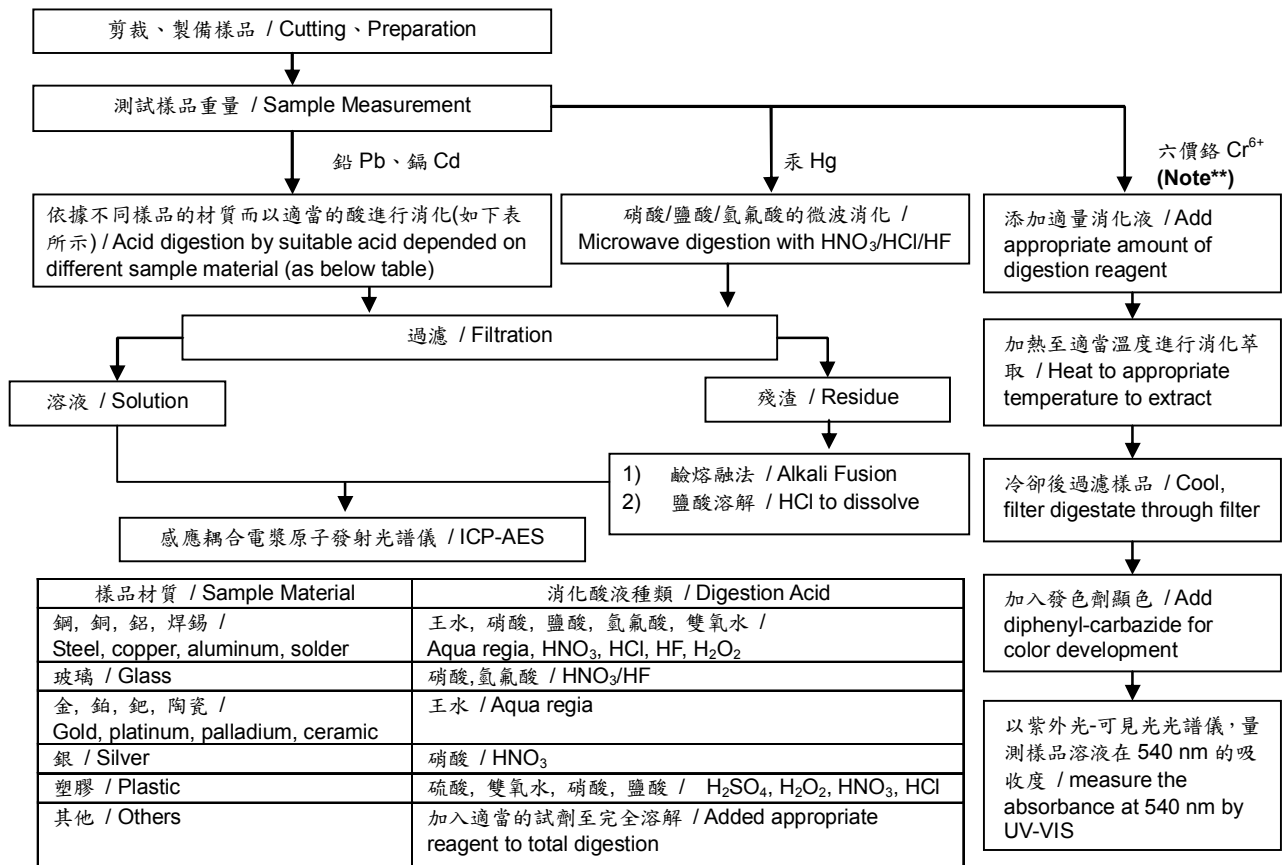 剪裁、製備樣品 / Cutting、Preparation
測試樣品重量 / Sample Measurement
鉛 Pb、鎘 Cd
汞 Hg
六價鉻 Cr6+
(Note**)
依據不同樣品的材質而以適當的酸進行消化(如下表
所示) / Acid digestion by suitable acid depended on
different sample material (as below table)
硝酸/鹽酸/氫氟酸的微波消化 /
Microwave digestion with HNO3/HCl/HF
添加適量消化液 / Add
appropriate amount of
digestion reagent
過濾 / Filtration
加熱至適當溫度進行消化萃
取 / Heat to appropriate
temperature to extract
溶液 / Solution
殘渣 / Residue
1) 鹼熔融法 / Alkali Fusion
2) 鹽酸溶解 / HCl to dissolve
冷卻後過濾樣品 / Cool,
filter digestate through filter
感應耦合電漿原子發射光譜儀 / ICP-AES
加入發色劑顯色 / Add
diphenyl-carbazide for
color development
以紫外光-可見光光譜儀，量
測樣品溶液在 540 nm 的吸
收度 / measure the
absorbance at 540 nm by
UV-VIS
樣品材質 / Sample Material 消化酸液種類 / Digestion Acid
鋼, 銅, 鋁, 焊錫 / 王水, 硝酸, 鹽酸, 氫氟酸, 雙氧水 /
Steel, copper, aluminum, solder Aqua regia, HNO3, HCl, HF, H2O2
玻璃 / Glass 硝酸,氫氟酸 / HNO3/HF
金, 鉑, 鈀, 陶瓷 / 王水 / Aqua regia
Gold, platinum, palladium, ceramic
銀 / Silver 硝酸 / HNO3
塑膠 / Plastic 硫酸, 雙氧水, 硝酸, 鹽酸 / H2SO4, H2O2, HNO3, HCl
其他 / Others 加入適當的試劑至完全溶解 / Added appropriate
reagent to total digestion